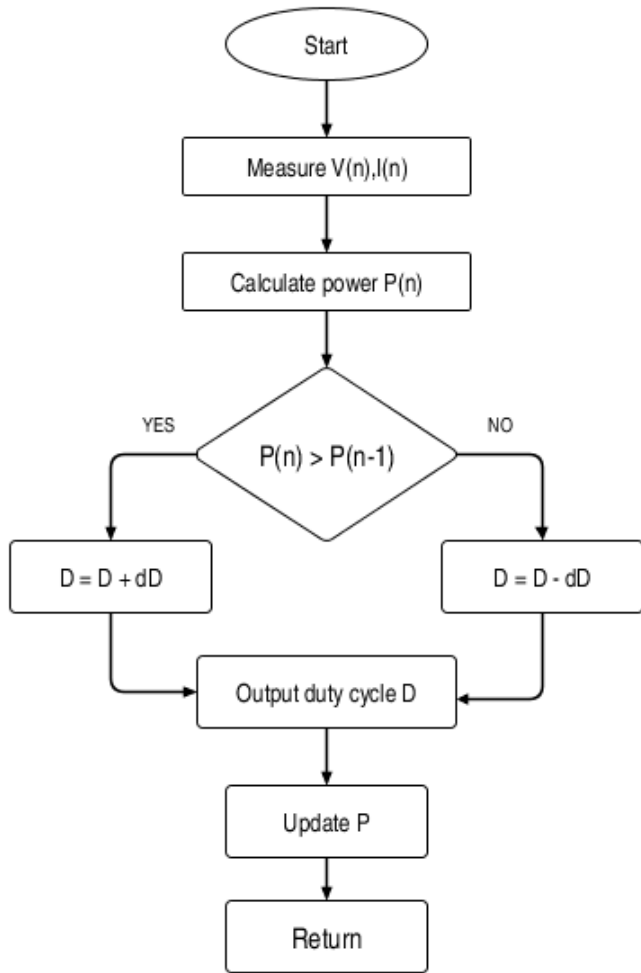 Start
Measure V(n),I(n)
Calculate power P(n)
YES
NO
P(n) > P(n-1)
D = D + dD
D = D - dD
Output duty cycle D
Update P
Return